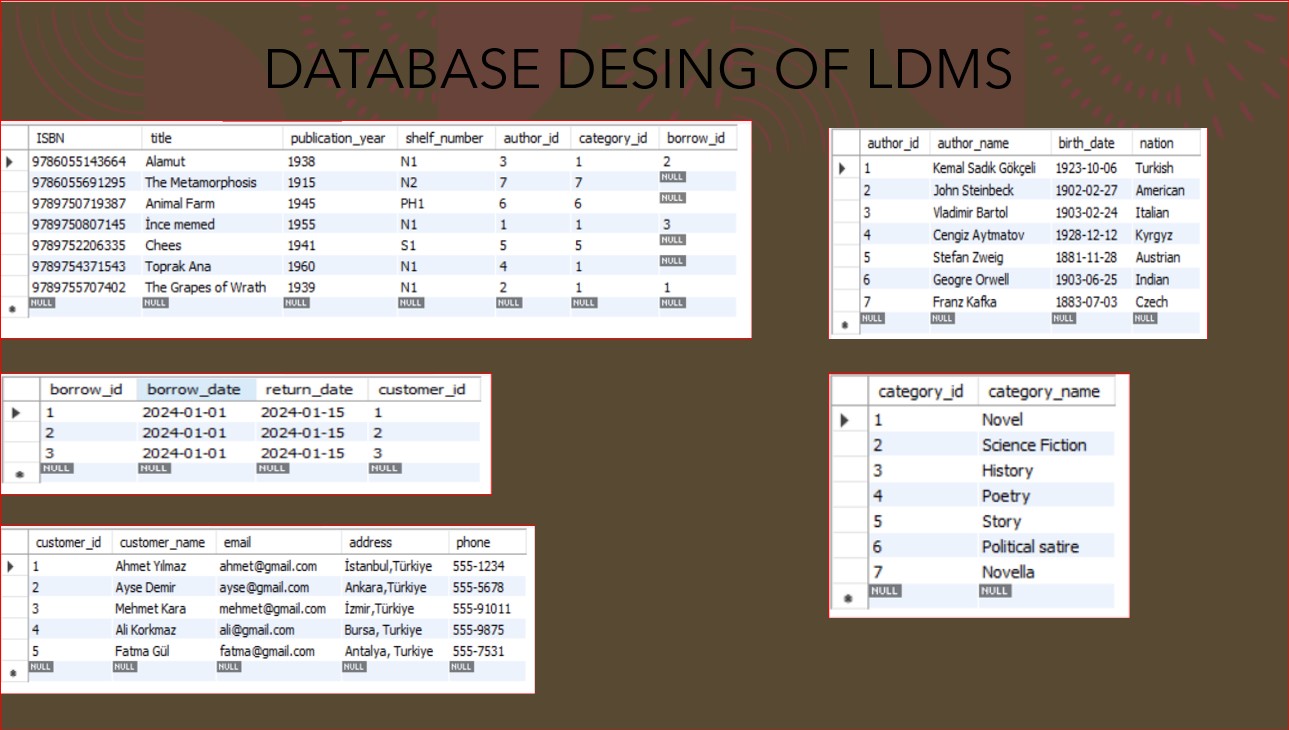 DATABASE DESING OF LDMS
ISBN title publication_year shelf_number author_id category_id borrow_id
9786055143664 Alamut 1938 N1 3 1 2
9786055691295 The Metamorphosis 1915 N2 7 7 NULL
9789750719387 Animal Farm 1945 PH1 6 6 NULL
9789750807145 İnce memed 1955 N1 1 1 3
9789752206335 Chees 1941 S1 5 5 NULL
9789754371543 Toprak Ana 1960 N1 4 1 NULL
9789755707402 The Grapes of Wrath 1939 N1 2 1 1
NULL NULL NULL NULL NULL NULL NULL
author_id author_name birth_date nation
1 Kemal Sadık Gökçeli 1923-10-06 Turkish
2 John Steinbeck 1902-02-27 American
3 Vladimir Bartol 1903-02-24 Italian
4 Cengiz Aytmatov 1928-12-12 Kyrgyz
5 Stefan Zweig 1881-11-28 Austrian
6 Geogre Orwell 1903-06-25 Indian
7 Franz Kafka 1883-07-03 Czech
NULL NULL NULL NULL
borrow_id borrow_date return_date customer_id
1 2024-01-01 2024-01-15 1
2 2024-01-01 2024-01-15 2
3 2024-01-01 2024-01-15 3
NULL NULL NULL NULL
category_id category_name
1 Novel
2 Science Fiction
3 History
4 Poetry
5 Story
6 Political satire
7 Novella
NULL NULL
customer_id customer_name email address phone
1 Ahmet Yılmaz ahmet@gmail.com İstanbul,Türkiye 555-1234
2 Ayse Demir ayse@gmail.com Ankara,Türkiye 555-5678
3 Mehmet Kara mehmet@gmail.com İzmir,Türkiye 555-91011
4 Ali Korkmaz ali@gmail.com Bursa, Turkiye 555-9875
5 Fatma Gül fatma@gmail.com Antalya, Turkiye 555-7531
NULL NULL NULL NULL NULL